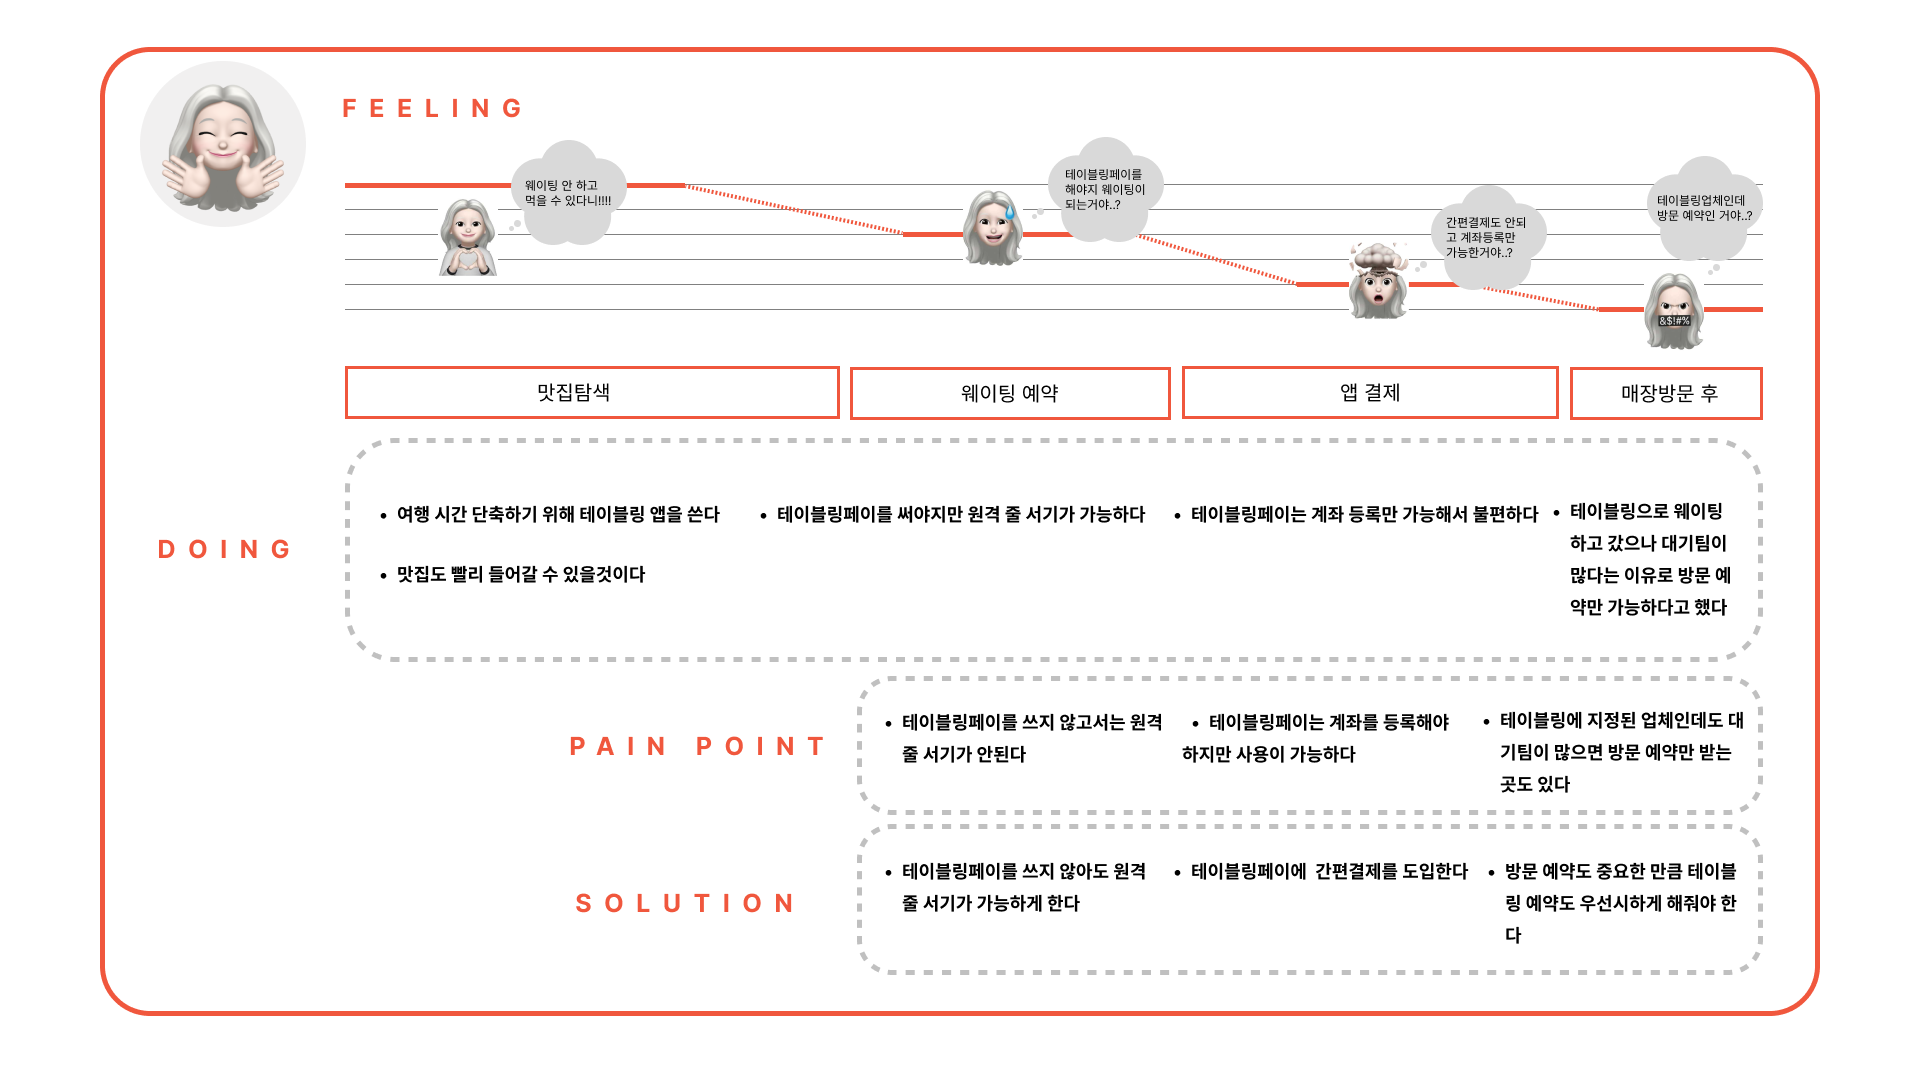 FEELING
웨이팅 안 하고
먹을 수 있다니!!!!
테이블링페이를
해야지 웨이팅이
되는거야..?
간편결제도 안되
고 계좌등록만
가능한거야..?
테이블링업체인데
방문 예약인 거야..?
&$!#%
맛집탐색
웨이팅 예약
앱 결제
매장방문 후
DOING
• 여행 시간 단축하기 위해 테이블링 앱을 쓴다
• 맛집도 빨리 들어갈 수 있을것이다
• 테이블링페이를 써야지만 원격 줄 서기가 가능하다
• 테이블링페이는 계좌 등록만 가능해서 불편하다
• 테이블링으로 웨이팅
하고 갔으나 대기팀이
많다는 이유로 방문 예
약만 가능하다고 했다
PAIN POINT
• 테이블링페이를 쓰지 않고서는 원격
줄 서기가 안된다
• 테이블링페이는 계좌를 등록해야
하지만 사용이 가능하다
• 테이블링에 지정된 업체인데도 대
기팀이 많으면 방문 예약만 받는
곳도 있다
SOLUTION
• 테이블링페이를 쓰지 않아도 원격
줄 서기가 가능하게 한다
• 테이블링페이에 간편결제를 도입한다
• 방문 예약도 중요한 만큼 테이블
링 예약도 우선시하게 해줘야 한
다